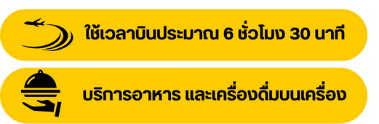 ใช้เวลาบินประมาณ 6 ชั่วโมง 30 นาที
บริการอาหาร และเครื่องดื่มบนเครื่อง